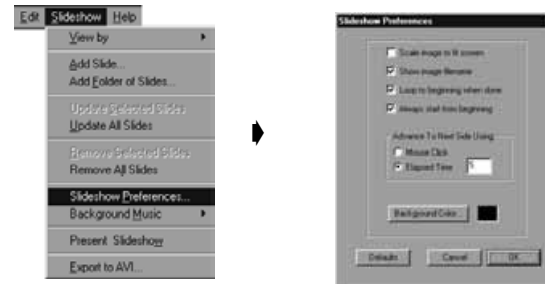 Edit Slideshow Help
View by
Add Slide...
Add Folder of Slides...
Update Selected Slides
Update All Slides
Remove Selected Slides
Remove All Slides
Slideshow Preferences...
Background Music
Present Slideshow
Export to AVI...
Slideshow Preferences
Scale image to fit screen
Show image filename
Loop to beginning when done
Always start from beginning
Advance To Next Slide Using
Mouse Click
Elapsed Time 5
Background Color...
Defaults Cancel OK